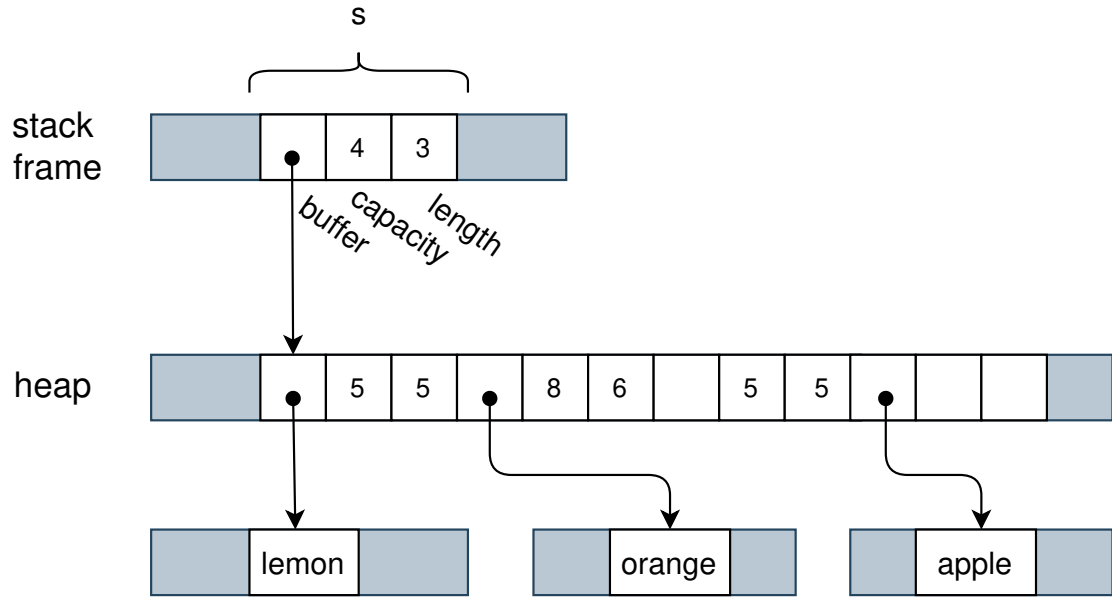 s
stack
frame
4 3
buffer
capacity
length
heap
5 5 8 6 5 5
lemon orange apple